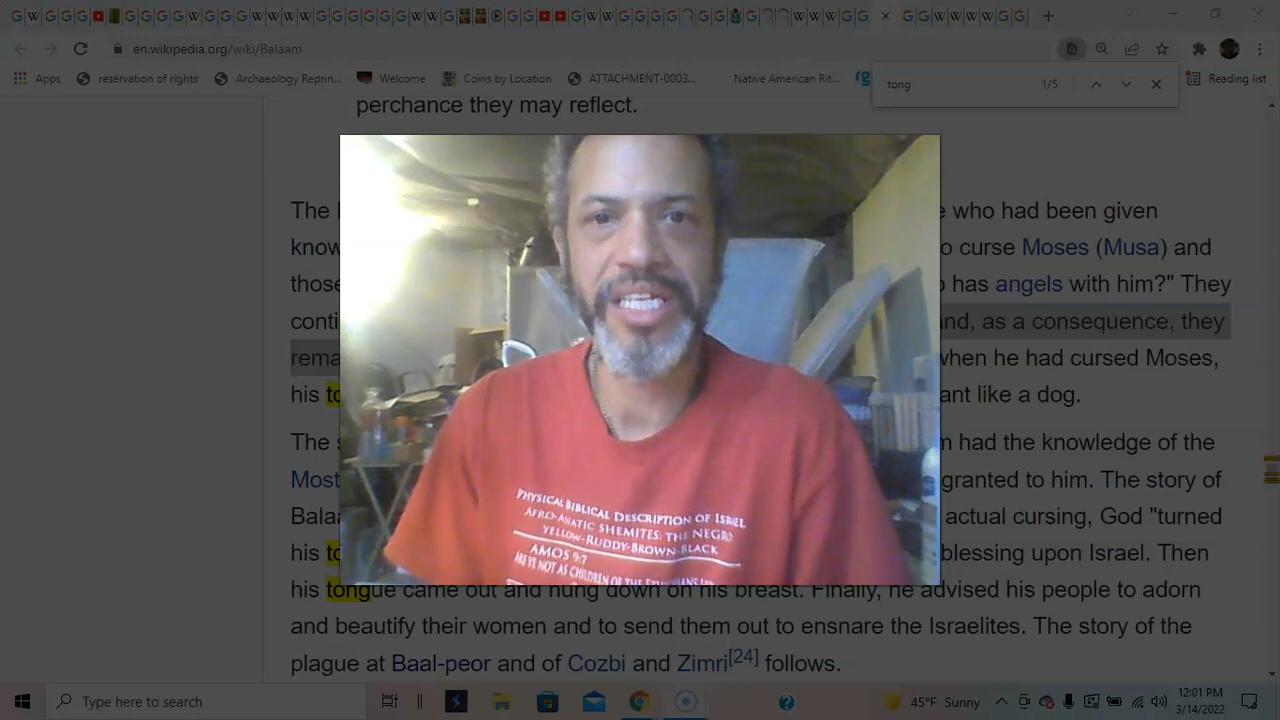 en.wikipedia.org/wiki/Balaam
Apps
reservation of rights
Archaeology Reprin...
Welcome
Coins by Location
ATTACHMENT-0003...
Native American Rit...
Reading list
tong
1/5
perchance they may reflect.
The
e who had been given
know
o curse Moses (Musa) and
those
o has angels with him?" They
conti
nd, as a consequence, they
rema
when he had cursed Moses,
his to
ant like a dog.
The s
m had the knowledge of the
Most
granted to him. The story of
Balaa
actual cursing, God "turned
his to
blessing upon Israel. Then
his tongue came out and hung down on his breast. Finally, he advised his people to adorn
and beautify their women and to send them out to ensnare the Israelites. The story of the
plague at Baal-peor and of Cozbi and Zimri[24] follows.
PHYSICAL BIBLICAL DESCRIPTION OF ISRAEL
AFRO-ASIATIC SHEMITES: THE NEGRO
YELLOW-RUDDY-BROWN-BLACK
AMOS 9:7
ARE YE NOT AS CHILDREN OF THE ETHIOPIANS
Type here to search
45°F Sunny
12:01 PM
3/14/2022